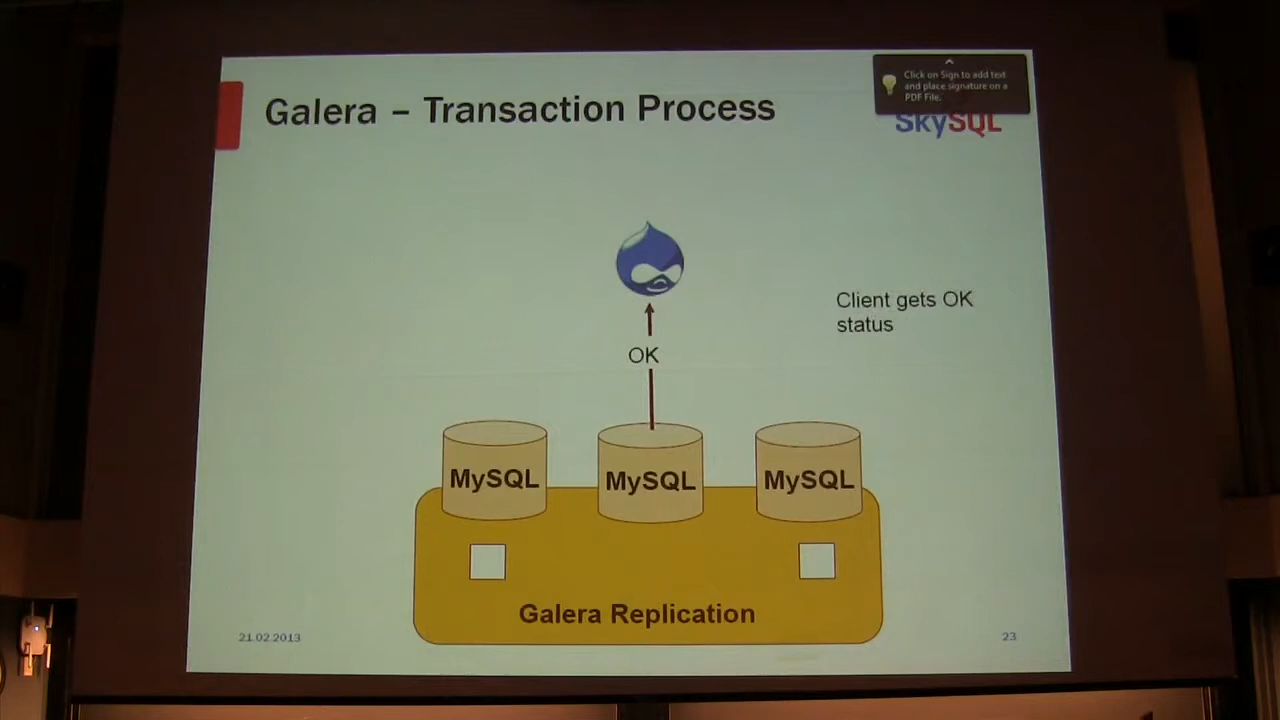 Galera – Transaction Process
Click on Sign to add text
and place signature on a
PDF File.
SkySQL
Client gets OK
status
OK
MySQL
MySQL
MySQL
Galera Replication
21.02.2013
23